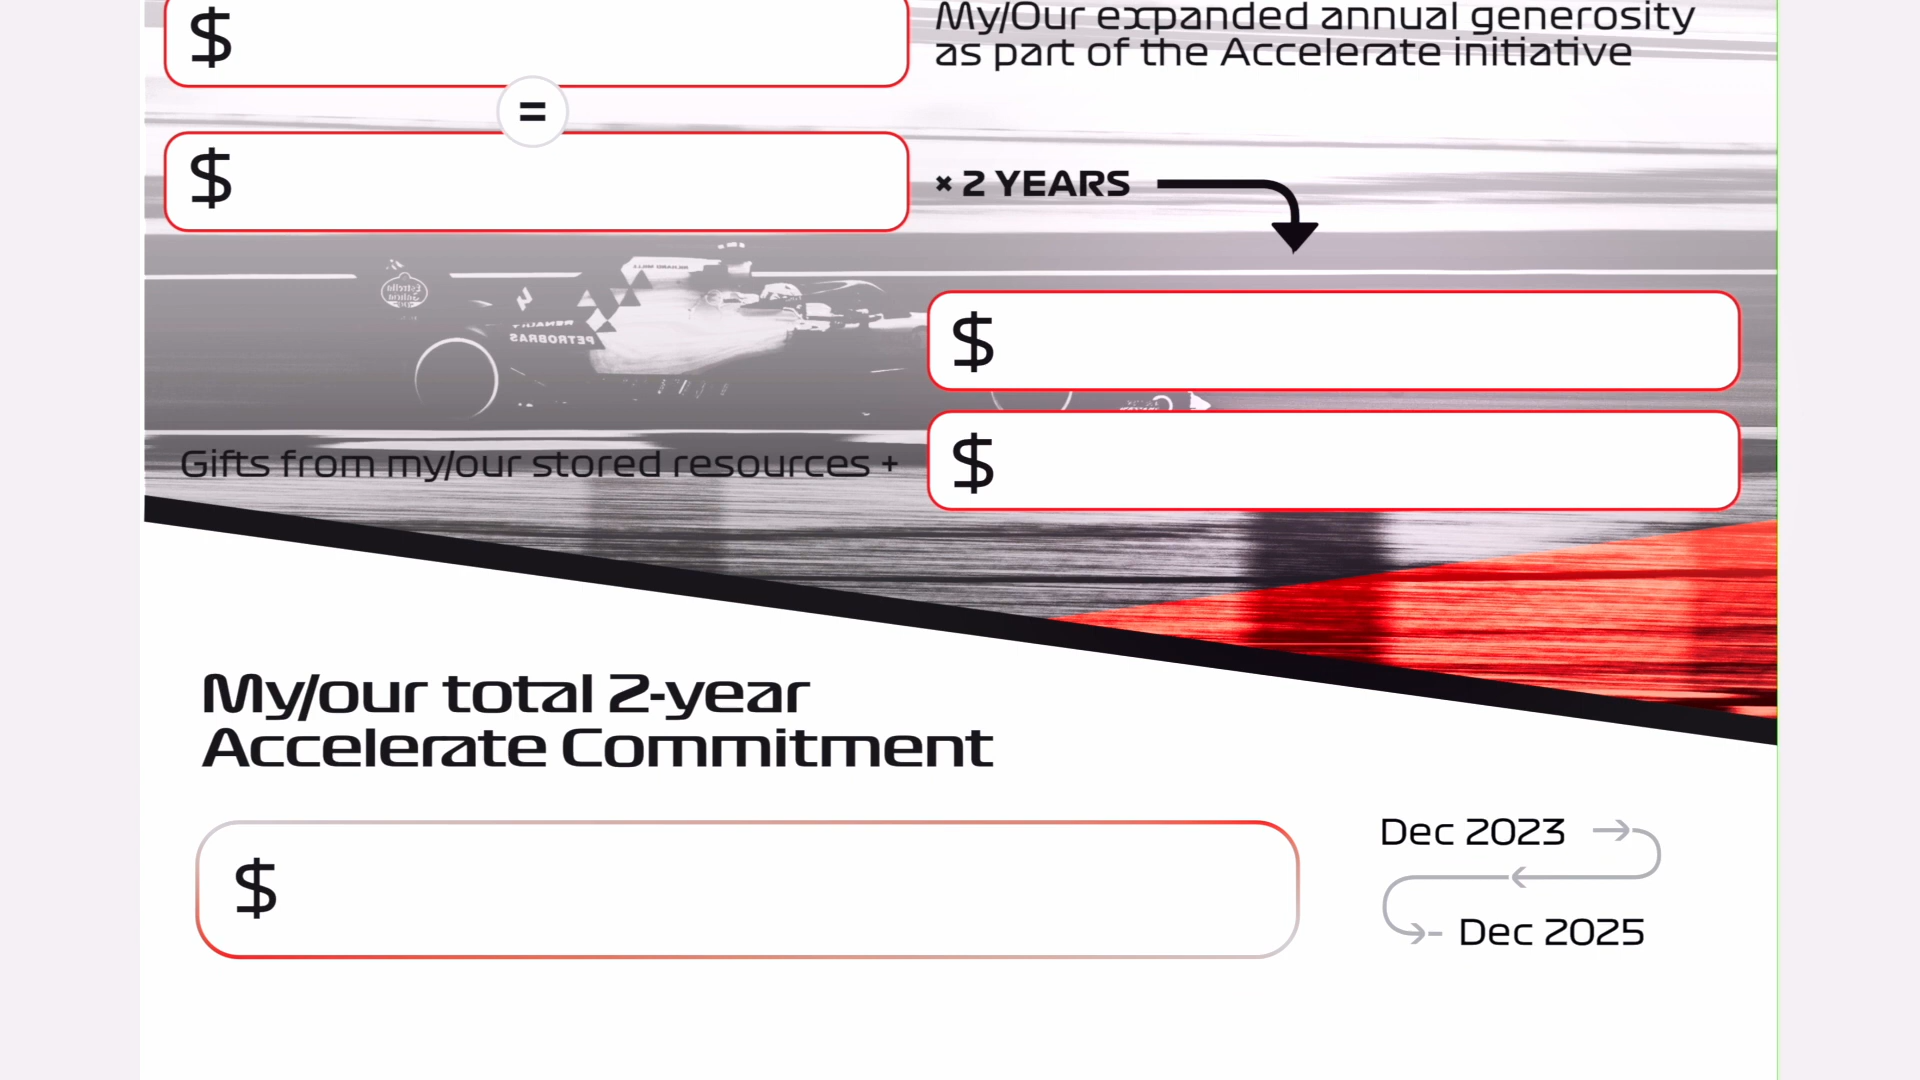 $
My/Our expanded annual generosity
as part of the Accelerate initiative
=
$
× 2 YEARS
$
Gifts from my/our stored resources +
$
My/our total 2-year
Accelerate Commitment
$
Dec 2023
Dec 2025